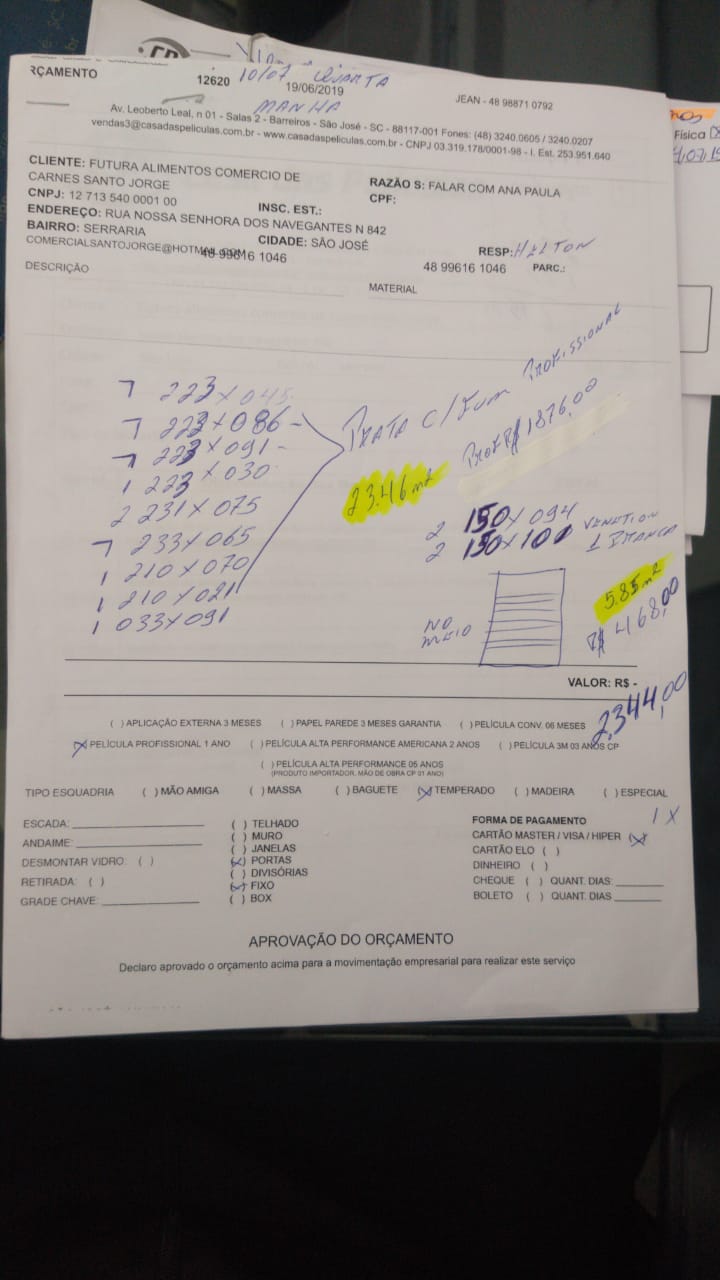 RÇAMENTO
12620 10/07 QUARTA
19/06/2019
MANHA
JEAN - 48 98871 0792
Av. Leoberto Leal, n 01 - Salas 2 - Barreiros - São José - SC - 88117-001 Fones: (48) 3240.0605 / 3240.0207
vendas3@casadaspeliculas.com.br - www.casadaspeliculas.com.br - CNPJ 03.319.178/0001-98 - I. Est. 253.951.640
CLIENTE: FUTURA ALIMENTOS COMERCIO DE
CARNES SANTO JORGE
RAZÃO S: FALAR COM ANA PAULA
CNPJ: 12 713 540 0001 00
INSC. EST.:
CPF:
ENDEREÇO: RUA NOSSA SENHORA DOS NAVEGANTES N 842
BAIRRO: SERRARIA
CIDADE: SÃO JOSÉ
RESP: HELTON
COMERCIALSANTOJORGE@HOTMAIL.COM
48 99616 1046
48 99616 1046
PARC.:
DESCRIÇÃO
MATERIAL
7 223 X 045
7 223 X 086 -
7 223 X 091 -
1 223 X 030
2 231 X 075
7 233 X 065
1 210 X 070
1 210 X 021
1 033 X 091
PRATA C/ FUM PROFISSIONAL
PROF R$ 1876,00
23.46 m²
2 150 X 094
2 150 X 100
1 BRANCA
5.85 m²
R$ 468,00
NO
MEIO
VALOR: R$ -
2,344,00
( ) APLICAÇÃO EXTERNA 3 MESES ( ) PAPEL PAREDE 3 MESES GARANTIA ( ) PELÍCULA CONV. 06 MESES
(X) PELÍCULA PROFISSIONAL 1 ANO ( ) PELÍCULA ALTA PERFORMANCE AMERICANA 2 ANOS ( ) PELÍCULA 3M 03 ANOS CP
( ) PELÍCULA ALTA PERFORMANCE 05 ANOS
(PRODUTO IMPORTADOR, MÃO DE OBRA CP 01 ANO)
TIPO ESQUADRIA ( ) MÃO AMIGA ( ) MASSA ( ) BAGUETE (X) TEMPERADO ( ) MADEIRA ( ) ESPECIAL
ESCADA:
ANDAIME:
DESMONTAR VIDRO: ( )
RETIRADA: ( )
GRADE CHAVE:
( ) TELHADO
( ) MURO
( ) JANELAS
(X) PORTAS
( ) DIVISÓRIAS
(X) FIXO
( ) BOX
FORMA DE PAGAMENTO 1 X
CARTÃO MASTER / VISA / HIPER (X)
CARTÃO ELO ( )
DINHEIRO ( )
CHEQUE ( ) QUANT. DIAS:
BOLETO ( ) QUANT. DIAS
APROVAÇÃO DO ORÇAMENTO
Declaro aprovado o orçamento acima para a movimentação empresarial para realizar este serviço
Física